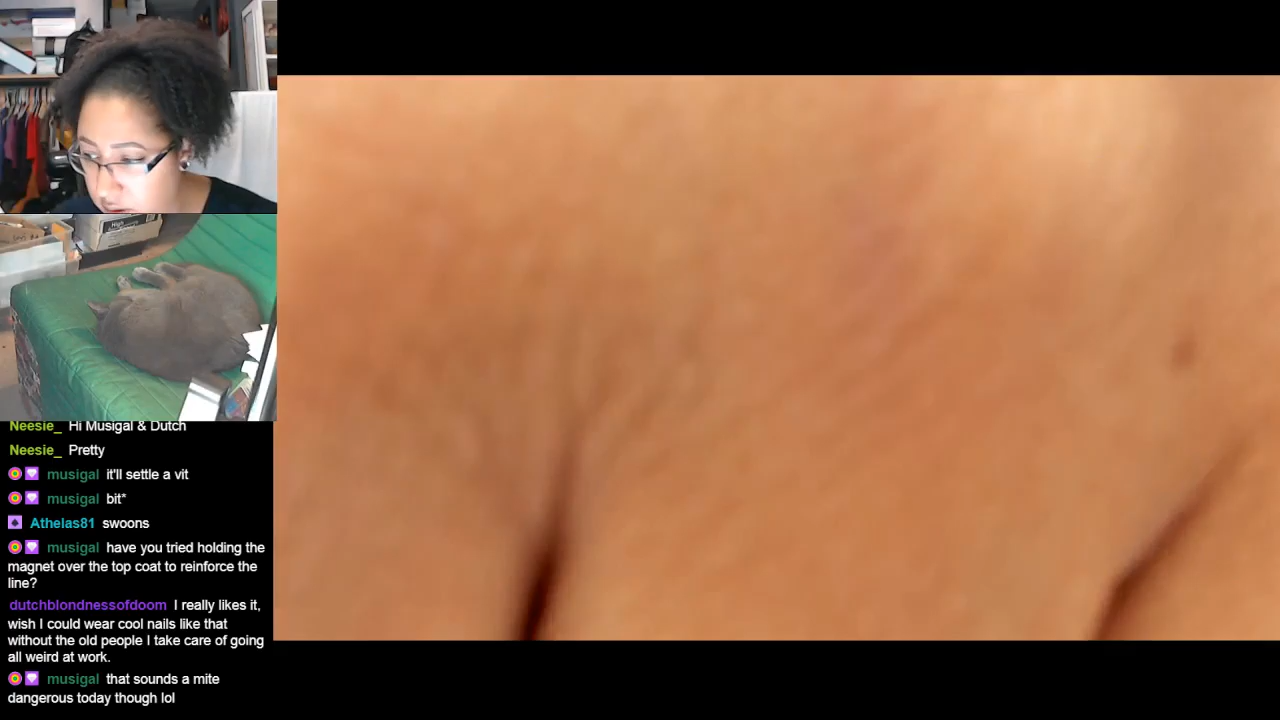 High
Neesie_ Hi Musigal & Dutch
Neesie_ Pretty
musigal it'll settle a vit
musigal bit*
Athelas81 swoons
musigal have you tried holding the
magnet over the top coat to reinforce the
line?
dutchblondnessofdoom I really likes it,
wish I could wear cool nails like that
without the old people I take care of going
all weird at work.
musigal that sounds a mite
dangerous today though lol